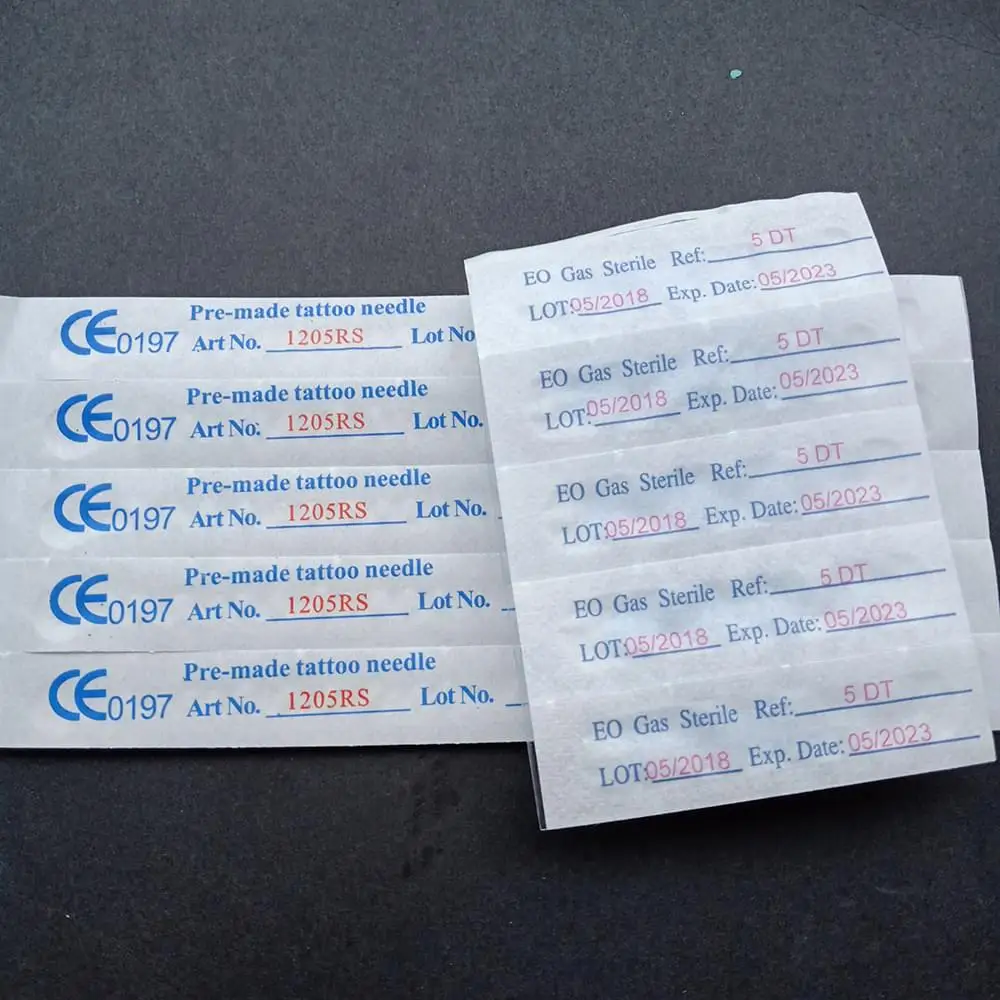 Pre-made tattoo needle
CE0197 Art No. 1205RS Lot No
Pre-made tattoo needle
CE0197 Art No. 1205RS Lot No.
Pre-made tattoo needle
CE0197 Art No. 1205RS Lot No.
Pre-made tattoo needle
CE0197 Art No. 1205RS Lot No.
Pre-made tattoo needle
CE0197 Art No. 1205RS Lot No.
EO Gas Sterile Ref: 5 DT
LOT:05/2018 Exp. Date:05/2023
EO Gas Sterile Ref: 5 DT
LOT:05/2018 Exp. Date:05/2023
EO Gas Sterile Ref: 5 DT
LOT:05/2018 Exp. Date:05/2023
EO Gas Sterile Ref: 5 DT
LOT:05/2018 Exp. Date:05/2023
EO Gas Sterile Ref: 5 DT
LOT:05/2018 Exp. Date:05/2023